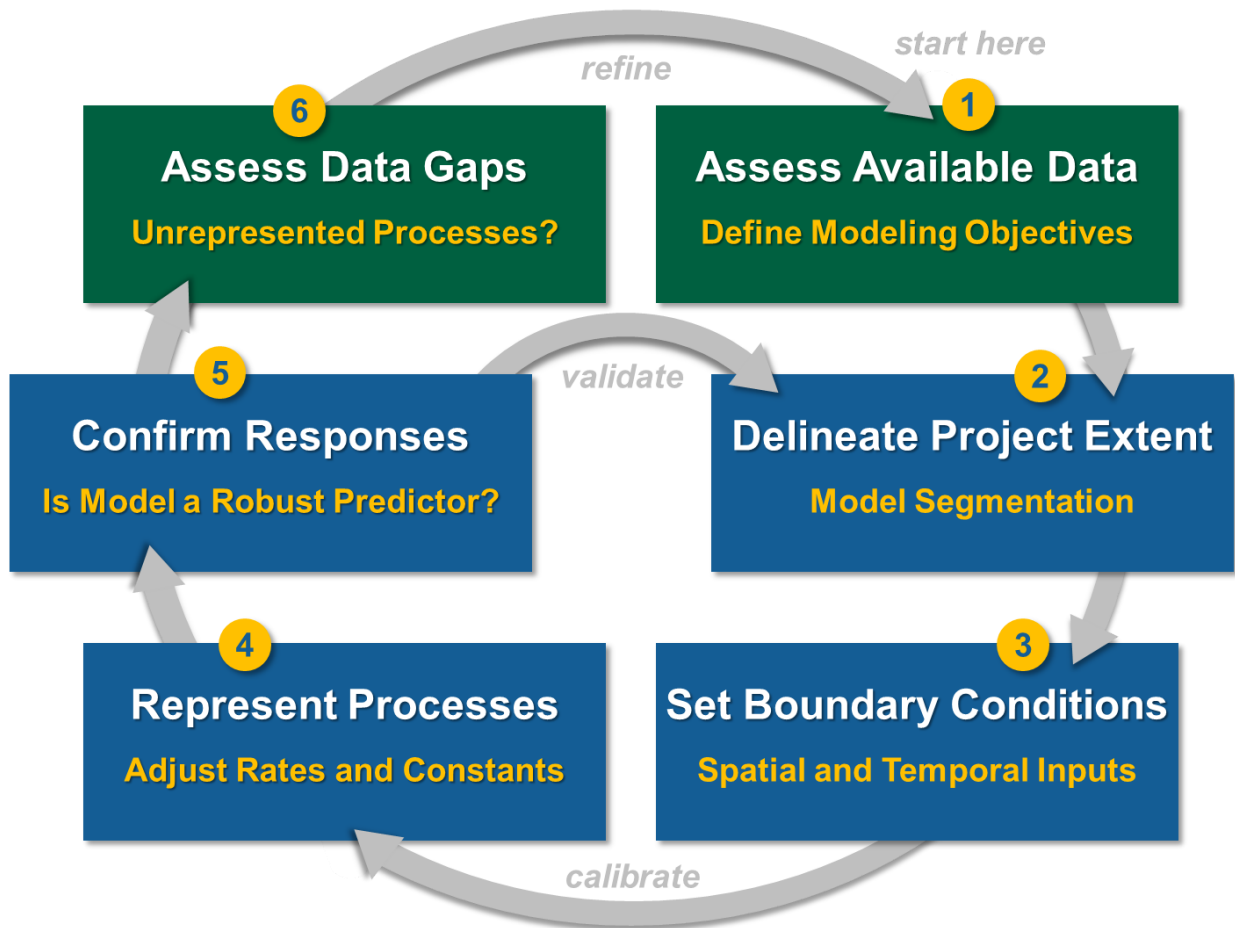 start here
refine
1
Assess Available Data
Define Modeling Objectives
2
Delineate Project Extent
Model Segmentation
3
Set Boundary Conditions
Spatial and Temporal Inputs
calibrate
4
Represent Processes
Adjust Rates and Constants
5
Confirm Responses
Is Model a Robust Predictor?
validate
6
Assess Data Gaps
Unrepresented Processes?